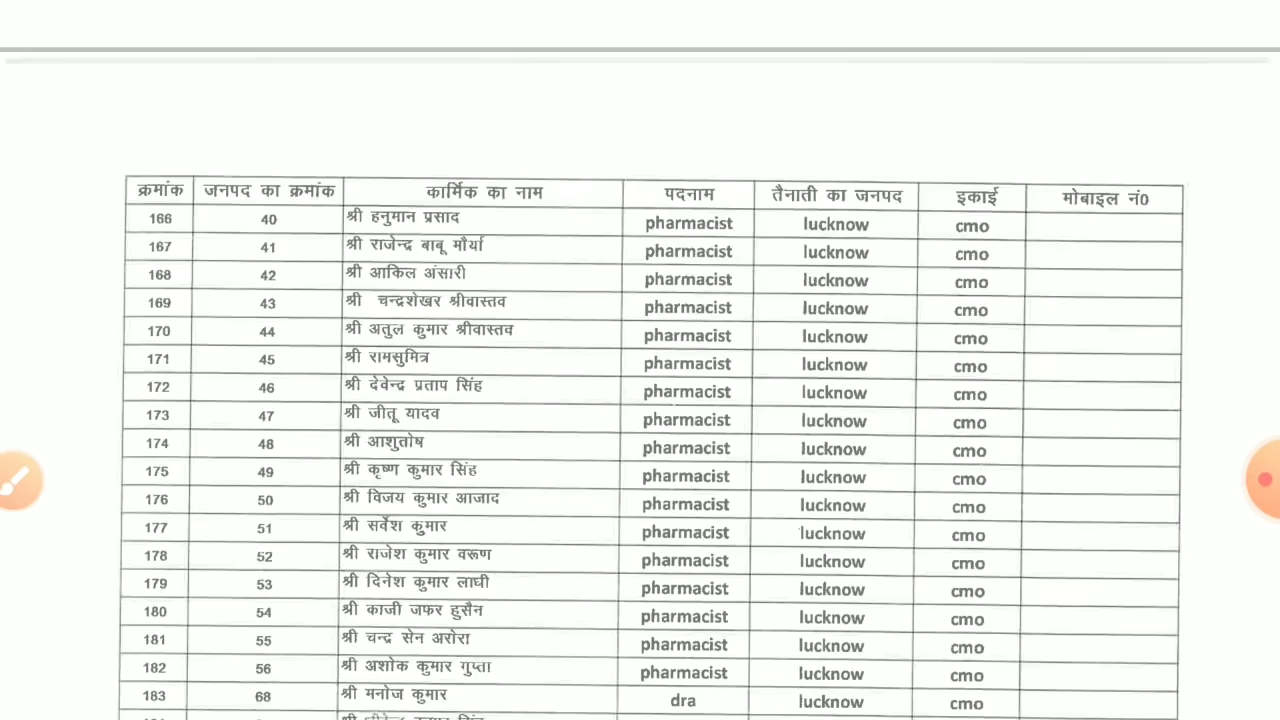 क्रमांक जनपद का क्रमांक कार्मिक का नाम पदनाम तैनाती का जनपद इकाई मोबाइल नं0
166 40 श्री हनुमान प्रसाद pharmacist lucknow cmo
167 41 श्री राजेन्द्र बाबू मौर्या pharmacist lucknow cmo
168 42 श्री आकिल अंसारी pharmacist lucknow cmo
169 43 श्री चन्द्रशेखर श्रीवास्तव pharmacist lucknow cmo
170 44 श्री अतुल कुमार श्रीवास्तव pharmacist lucknow cmo
171 45 श्री रामसुमित्र pharmacist lucknow cmo
172 46 श्री देवेन्द्र प्रताप सिंह pharmacist lucknow cmo
173 47 श्री जीतू यादव pharmacist lucknow cmo
174 48 श्री आशुतोष pharmacist lucknow cmo
175 49 श्री कृष्ण कुमार सिंह pharmacist lucknow cmo
176 50 श्री विजय कुमार आजाद pharmacist lucknow cmo
177 51 श्री सर्वेश कुमार pharmacist lucknow cmo
178 52 श्री राजेश कुमार वरूण pharmacist lucknow cmo
179 53 श्री दिनेश कुमार लाघी pharmacist lucknow cmo
180 54 श्री काजी जफर हुसैन pharmacist lucknow cmo
181 55 श्री चन्द्र सेन अरोरा pharmacist lucknow cmo
182 56 श्री अशोक कुमार गुप्ता pharmacist lucknow cmo
183 68 श्री मनोज कुमार dra lucknow cmo